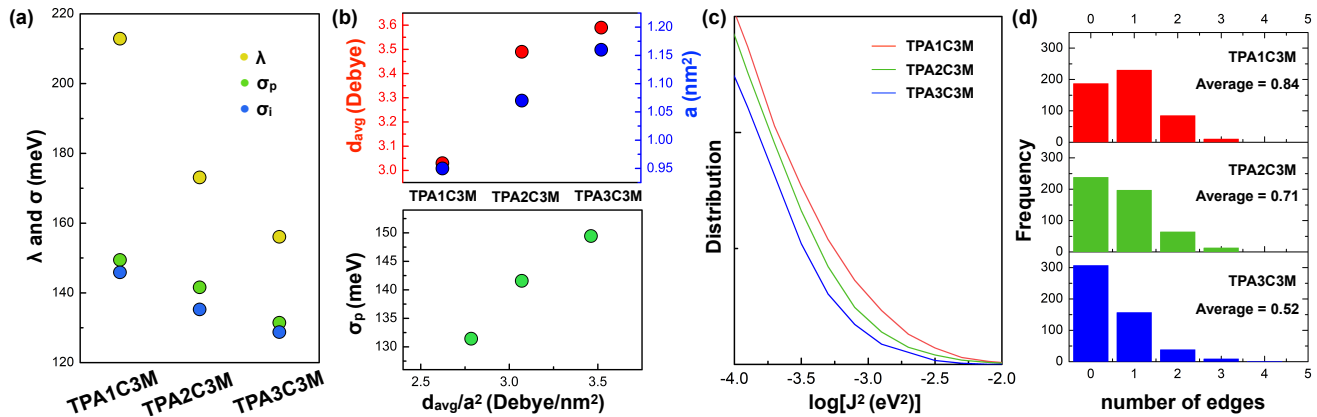 (a)
220
210
200
190
180
170
160
150
140
130
120
λ and σ (meV)
λ
σp
σi
TPA1C3M
TPA2C3M
TPA3C3M
(b)
3.6
3.5
3.4
3.3
3.2
3.1
3.0
davg (Debye)
1.20
1.15
1.10
1.05
1.00
0.95
a (nm²)
TPA1C3M
TPA2C3M
TPA3C3M
150
145
140
135
130
σp (meV)
2.5
3.0
3.5
davg/a² (Debye/nm²)
(c)
TPA1C3M
TPA2C3M
TPA3C3M
Distribution
-4.0
-3.5
-3.0
-2.5
-2.0
log[J² (eV²)]
(d)
0 1 2 3 4 5
300
200
100
0
TPA1C3M
Average = 0.84
300
200
100
0
TPA2C3M
Average = 0.71
300
200
100
0
TPA3C3M
Average = 0.52
Frequency
0 1 2 3 4 5
number of edges